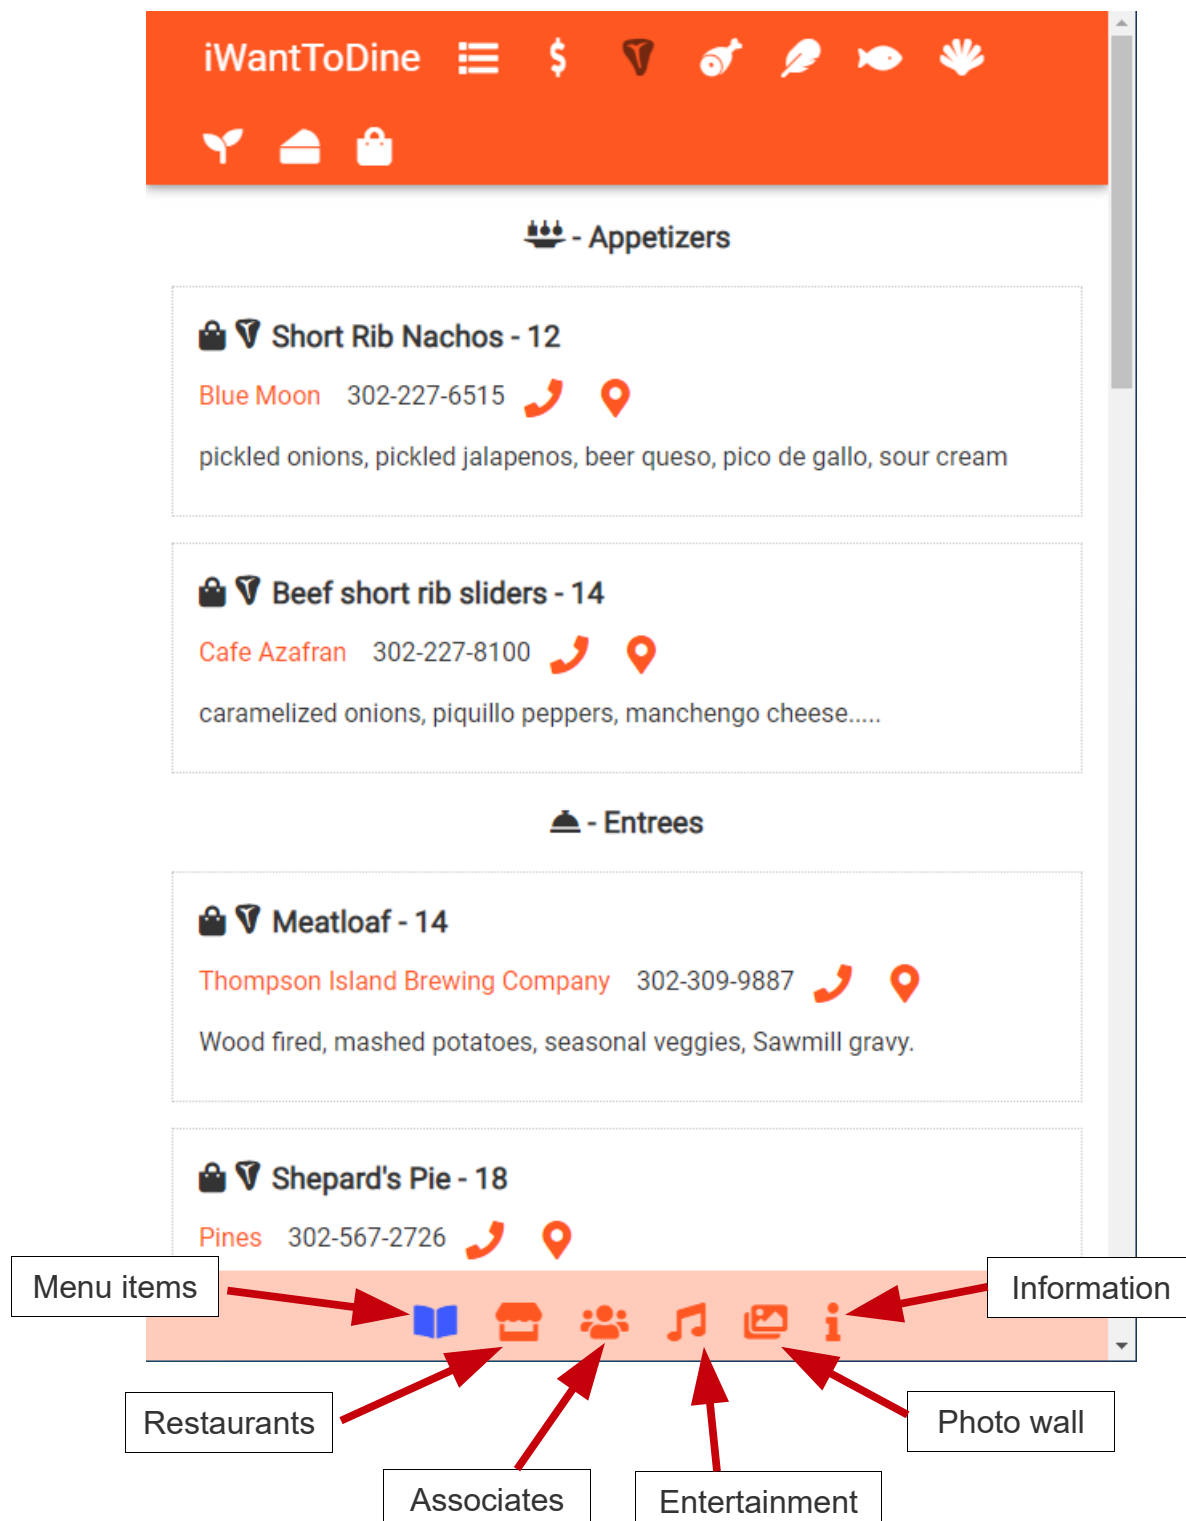 iWantToDine
- Appetizers
Short Rib Nachos - 12
Blue Moon 302-227-6515
pickled onions, pickled jalapenos, beer queso, pico de gallo, sour cream
Beef short rib sliders - 14
Cafe Azafran 302-227-8100
caramelized onions, piquillo peppers, manchengo cheese.....
- Entrees
Meatloaf - 14
Thompson Island Brewing Company 302-309-9887
Wood fired, mashed potatoes, seasonal veggies, Sawmill gravy.
Shepard's Pie - 18
Pines 302-567-2726
Menu items
Information
Restaurants
Photo wall
Associates
Entertainment